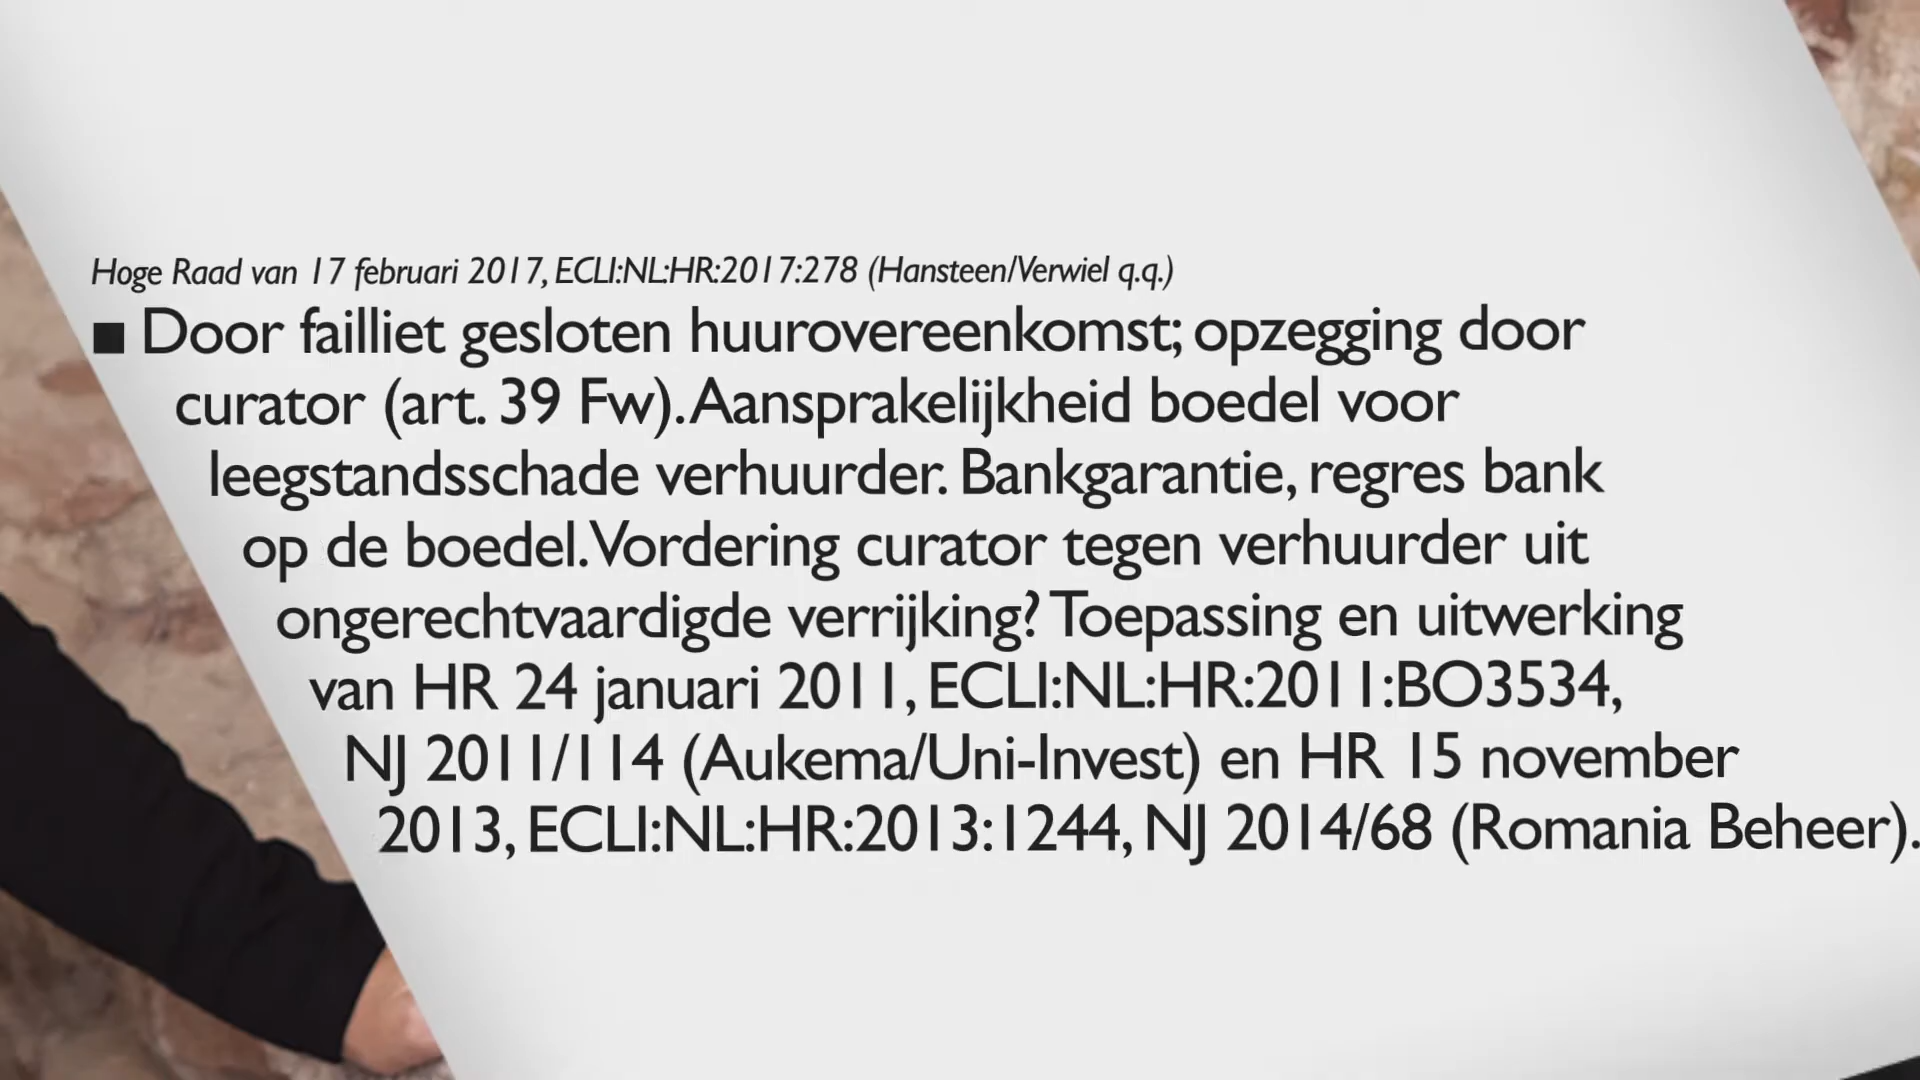 Hoge Raad van 17 februari 2017, ECLI:NL:HR:2017:278 (Hansteen/Verwiel q.q.)
■ Door failliet gesloten huurovereenkomst; opzegging door
curator (art. 39 Fw). Aansprakelijkheid boedel voor
leegstandsschade verhuurder. Bankgarantie, regres bank
op de boedel. Vordering curator tegen verhuurder uit
ongerechtvaardigde verrijking? Toepassing en uitwerking
van HR 24 januari 2011, ECLI:NL:HR:2011:BO3534,
NJ 2011/114 (Aukema/Uni-Invest) en HR 15 november
2013, ECLI:NL:HR:2013:1244, NJ 2014/68 (Romania Beheer).